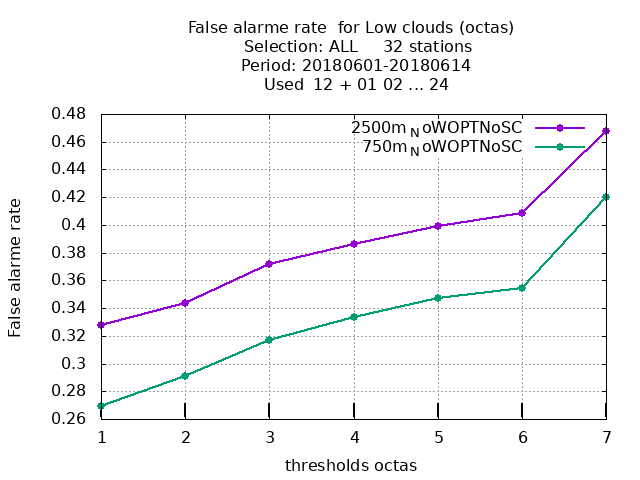 False alarme rate  for Low clouds (octas)
Selection: ALL     32 stations
Period: 20180601-20180614
Used  12 + 01 02 ... 24
2500m_NoWOPTNoSC
750m_NoWOPTNoSC
0.48
0.46
0.44
0.42
0.4
0.38
0.36
0.34
0.32
0.3
0.28
0.26
False alarme rate
1 2 3 4 5 6 7
thresholds octas